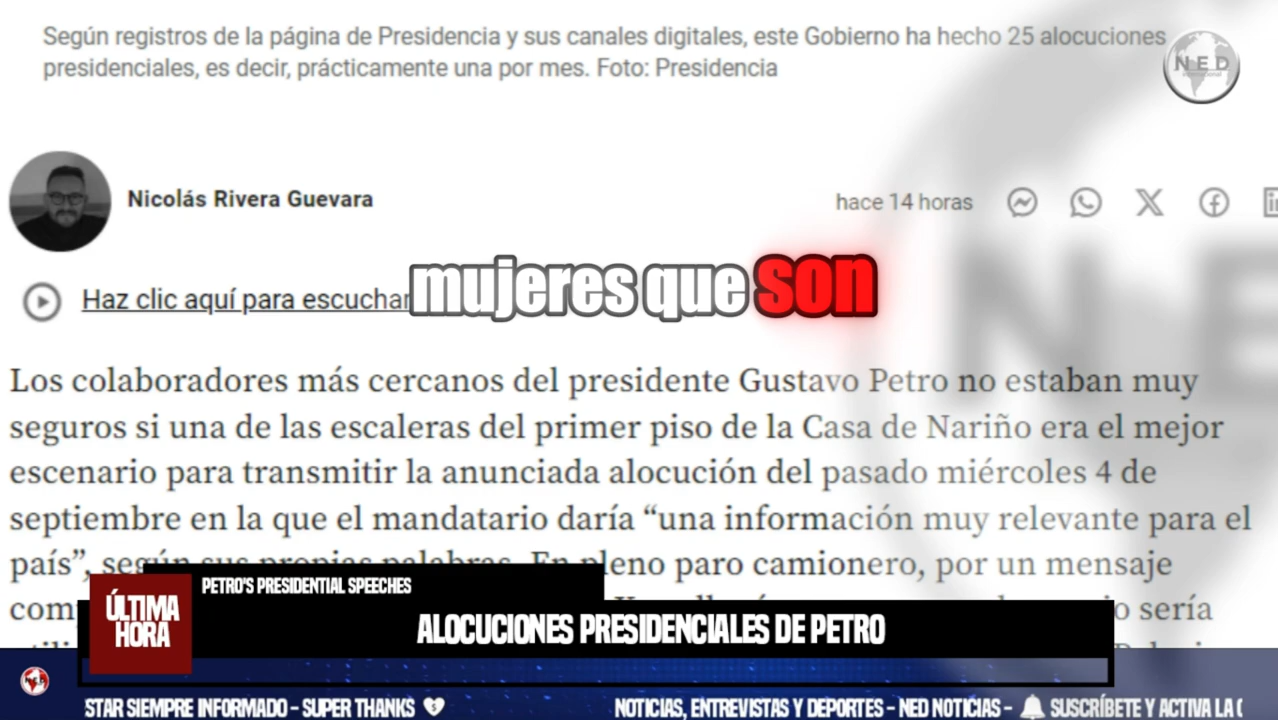 Según registros de la página de Presidencia y sus canales digitales, este Gobierno ha hecho 25 alocuciones
presidenciales, es decir, prácticamente una por mes. Foto: Presidencia
NED
Nicolás Rivera Guevara
hace 14 horas
Haz clic aquí para escuchar
mujeres que son
Los colaboradores más cercanos del presidente Gustavo Petro no estaban muy
seguros si una de las escaleras del primer piso de la Casa de Nariño era el mejor
escenario para transmitir la anunciada alocución del pasado miércoles 4 de
septiembre en la que el mandatario daría “una información muy relevante para el
país”, según sus propias palabras. En pleno paro camionero, por un mensaje
sería
PETRO'S PRESIDENTIAL SPEECHES
ÚLTIMA
HORA
ALOCUCIONES PRESIDENCIALES DE PETRO
STAR SIEMPRE INFORMADO - SUPER THANKS
NOTICIAS, ENTREVISTAS Y DEPORTES - NED NOTICIAS -
SUSCRÍBETE Y ACTIVA LA